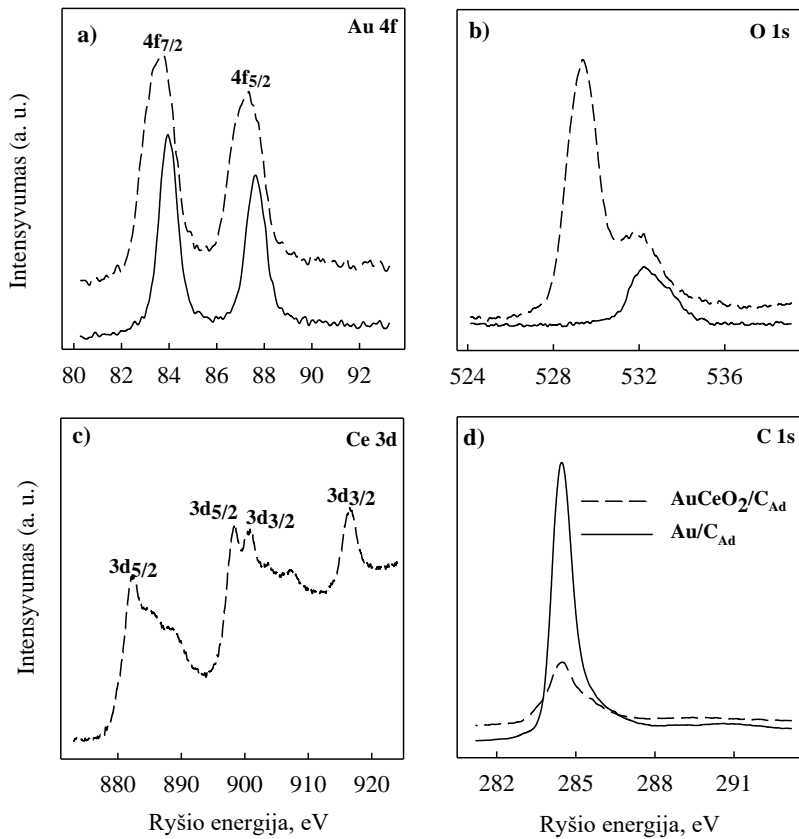 a)
Au 4f
4f7/2
4f5/2
Intensyvumas (a. u.)
80 82 84 86 88 90 92
b)
O 1s
524 528 532 536
c)
Ce 3d
3d5/2
3d5/2
3d3/2
3d3/2
Intensyvumas (a. u.)
880 890 900 910 920
Ryšio energija, eV
d)
C 1s
AuCeO2/CAd
Au/CAd
282 285 288 291
Ryšio energija, eV